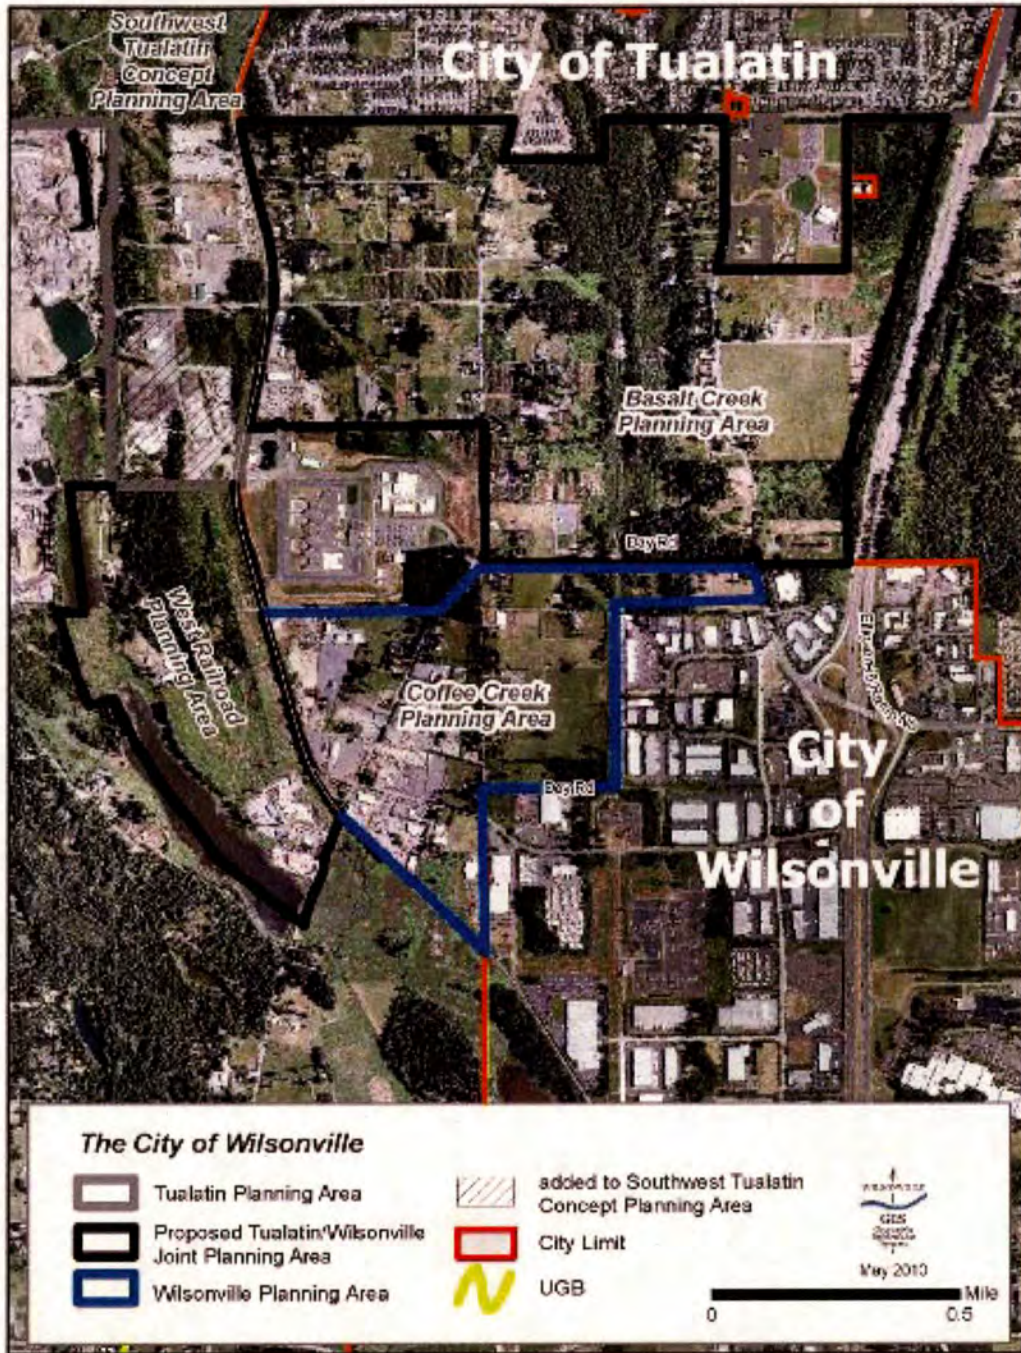 Southwest
Tualatin
Concept
Planning Area
City of Tualatin
Basalt Creek
Planning Area
Day Rd
West Railroad
Planning Area
Coffee Creek
Planning Area
Day Rd
City
of
Wilsonville
The City of Wilsonville
Tualatin Planning Area
Proposed Tualatin/Wilsonville
Joint Planning Area
Wilsonville Planning Area
added to Southwest Tualatin
Concept Planning Area
City Limit
UGB
WILSONVILLE
GIS
May 2010
Mile
0
0.5